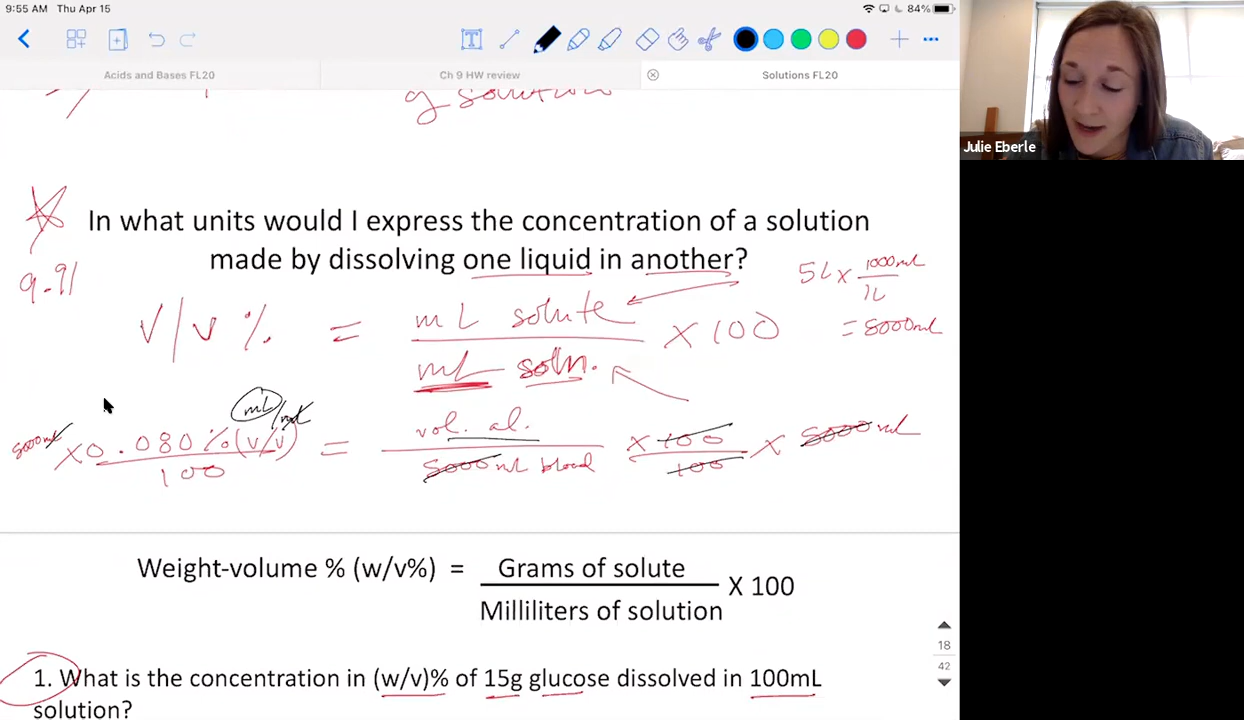 9:55 AM Thu Apr 15
84%
Acids and Bases FL20
Ch 9 HW review
Solutions FL20
Julie Eberle
g solution
In what units would I express the concentration of a solution
made by dissolving one liquid in another?
9.91
5L x 1000mL / 1L
= 5000mL
v/v % = mL solute / mL soln. x 100
mL/mL
5000mL x 0.080%(v/v) / 100 = vol. al. / 5000mL blood x 100 / 100 x 5000mL
Weight-volume % (w/v%) = Grams of solute / Milliliters of solution X 100
18
42
1. What is the concentration in (w/v)% of 15g glucose dissolved in 100mL
solution?